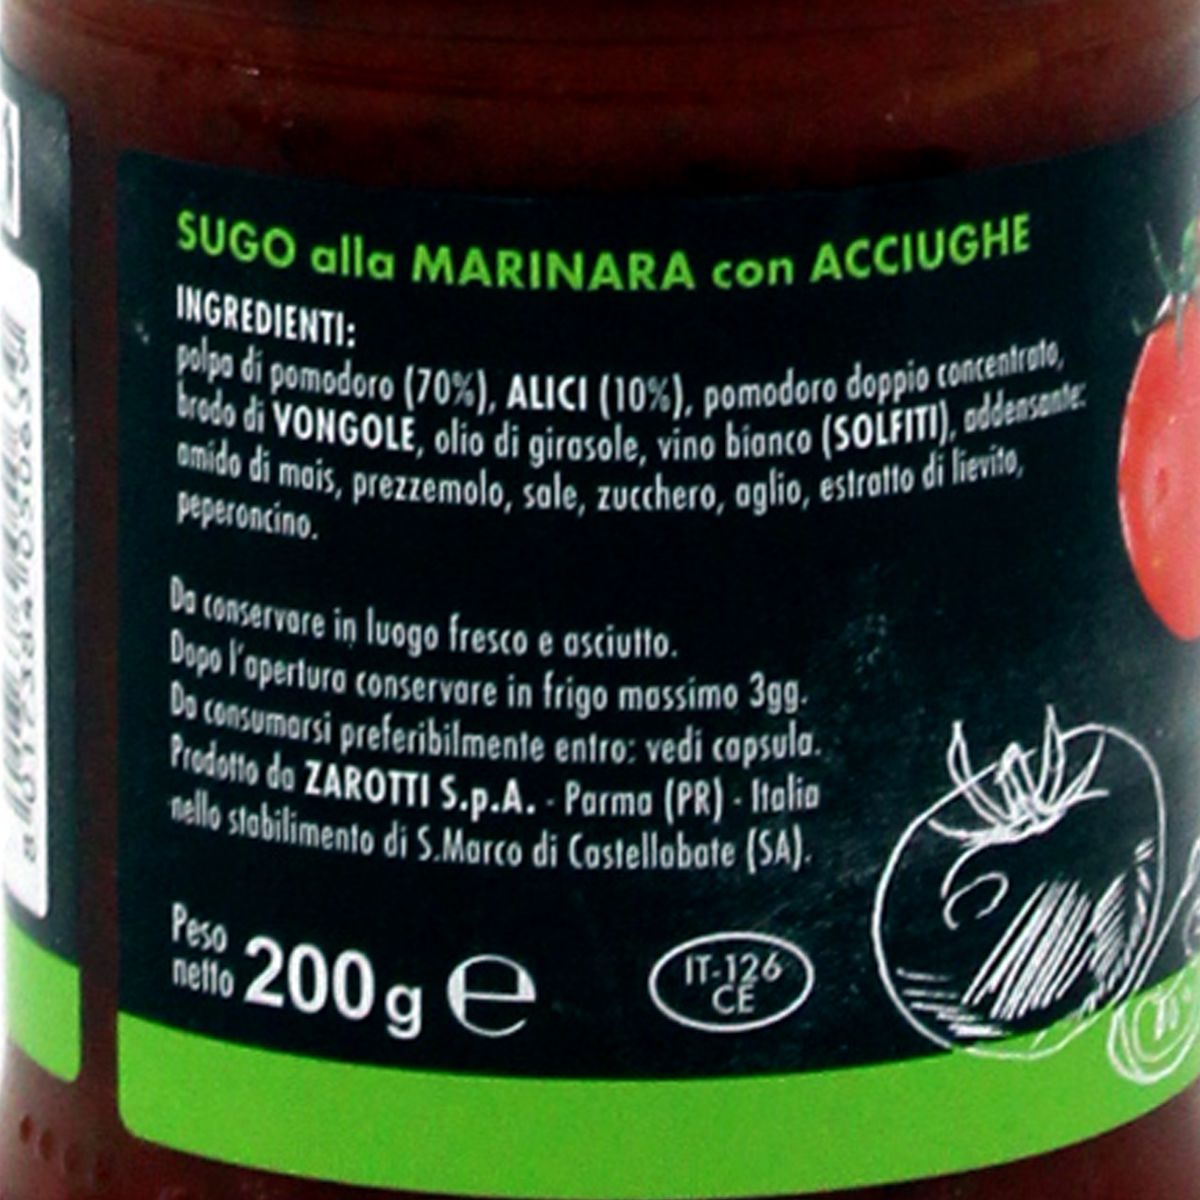 SUGO alla MARINARA con ACCIUGHE
INGREDIENTI:
polpa di pomodoro (70%), ALICI (10%), pomodoro doppio concentrato,
brodo di VONGOLE, olio di girasole, vino bianco (SOLFITI), addensante:
amido di mais, prezzemolo, sale, zucchero, aglio, estratto di lievito,
peperoncino.
Da conservare in luogo fresco e asciutto.
Dopo l'apertura conservare in frigo massimo 3gg.
Da consumarsi preferibilmente entro: vedi capsula.
Prodotto da ZAROTTI S.p.A. - Parma (PR) - Italia
nello stabilimento di S.Marco di Castellabate (SA).
Peso
netto 200 g e
IT-126
CE